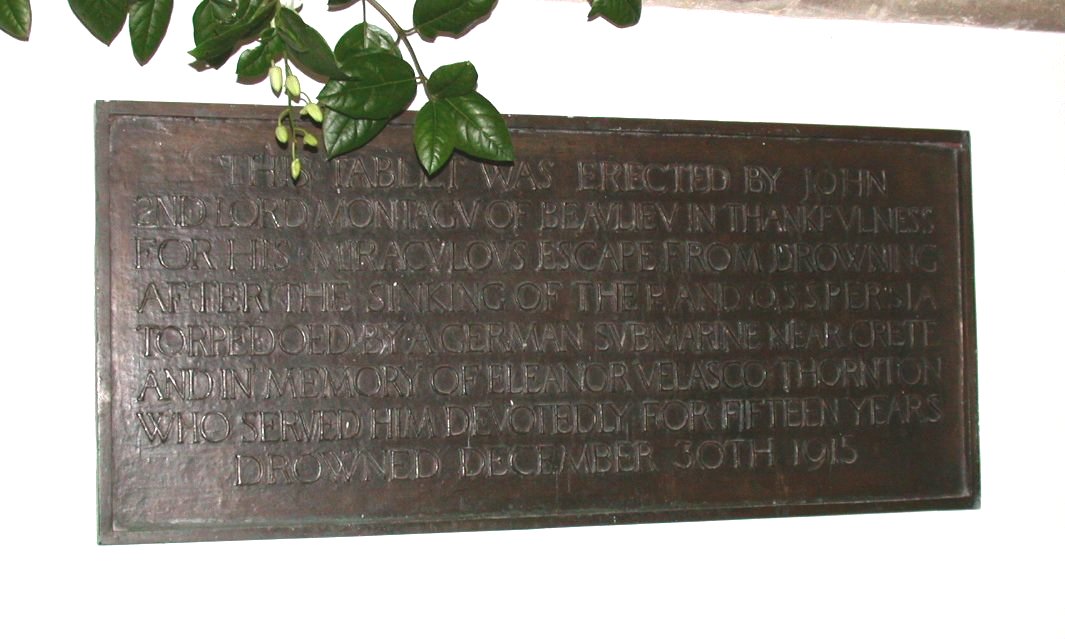 THIS TABLET WAS ERECTED BY JOHN
2ND LORD MONTAGV OF BEAVLIEV IN THANKFVLNESS
FOR HIS MIRACVLOVS ESCAPE FROM DROWNING
AFTER THE SINKING OF THE P. AND O. S.S PERSIA
TORPEDOED BY A GERMAN SVBMARINE NEAR CRETE
AND IN MEMORY OF ELEANOR VELASCO THORNTON
WHO SERVED HIM DEVOTEDLY FOR FIFTEEN YEARS
DROWNED DECEMBER 30TH 1915